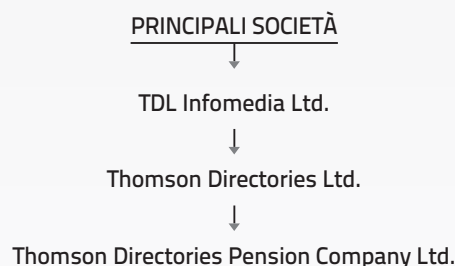 PRINCIPALI SOCIETÀ
TDL Infomedia Ltd.
Thomson Directories Ltd.
Thomson Directories Pension Company Ltd.